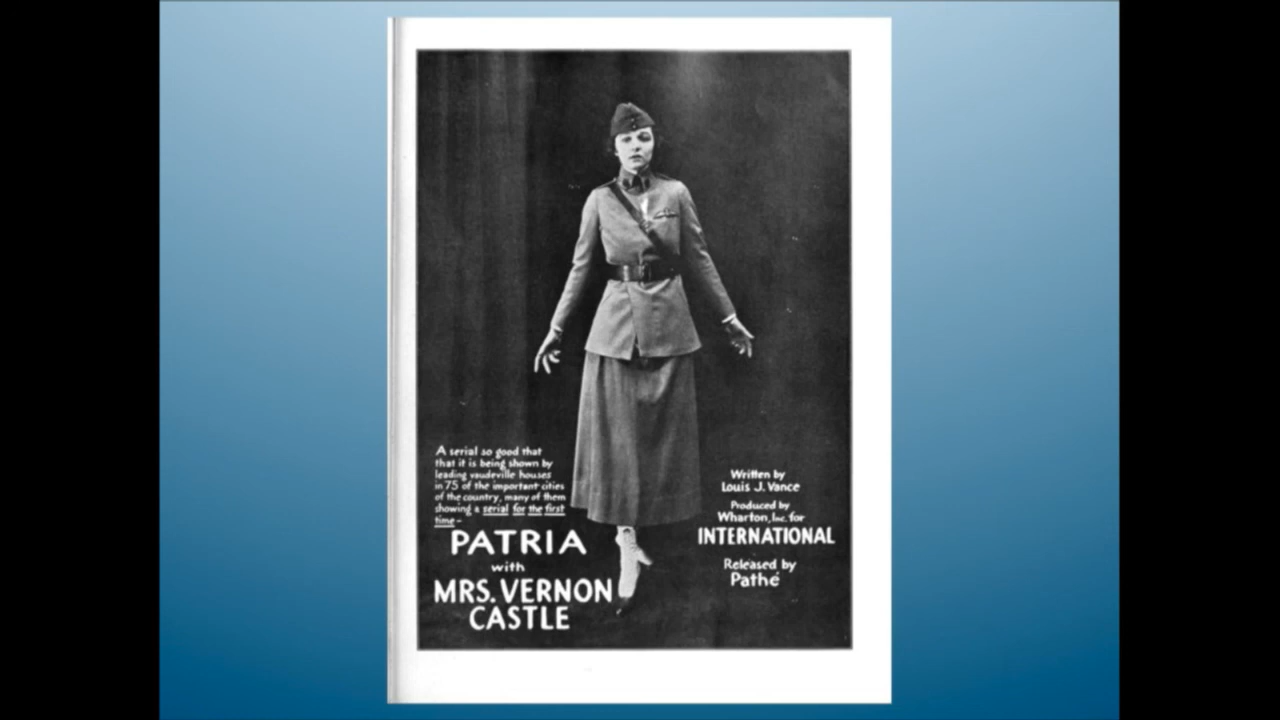 A serial so good that
that it is being shown by
leading vaudeville houses
in 75 of the important cities
of the country, many of them
showing a serial for the first
time-
PATRIA
with
MRS. VERNON
CASTLE
Written by
Louis J. Vance
Produced by
Wharton, Inc. for
INTERNATIONAL
Released by
Pathé